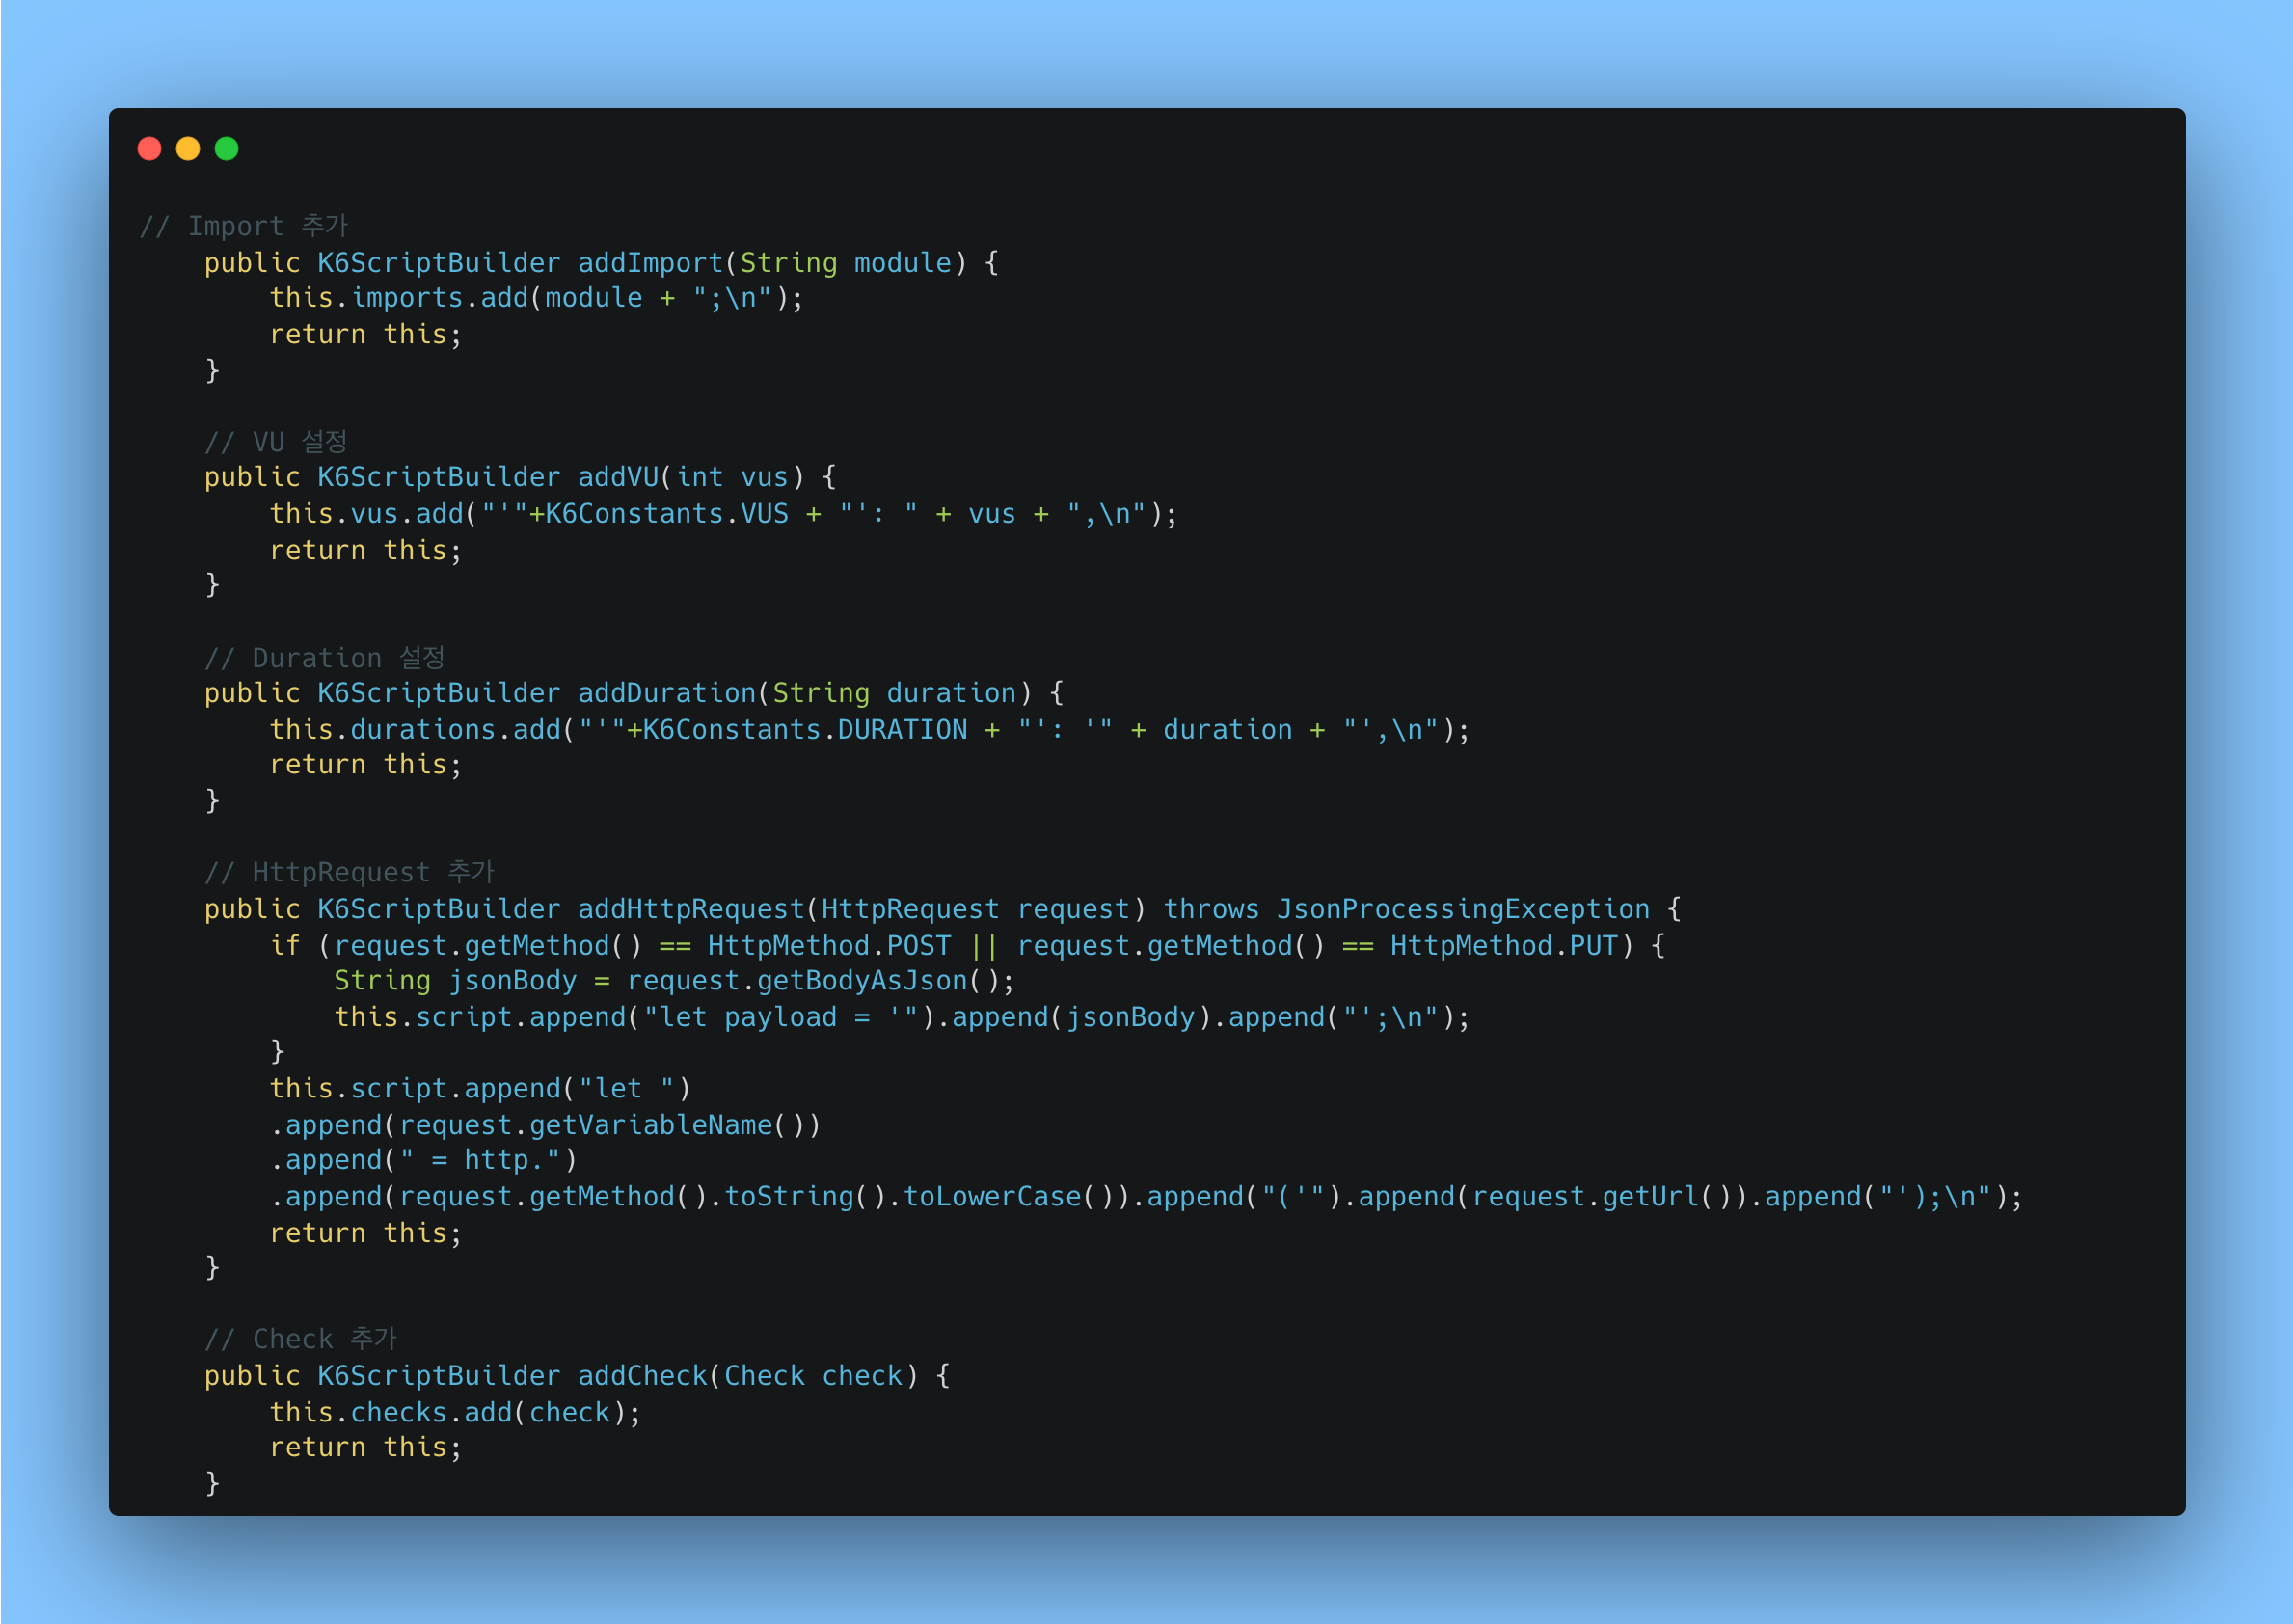 // Import 추가
    public K6ScriptBuilder addImport(String module) {
        this.imports.add(module + ";\n");
        return this;
    }

    // VU 설정
    public K6ScriptBuilder addVU(int vus) {
        this.vus.add("'"+K6Constants.VUS + "': " + vus + ",\n");
        return this;
    }

    // Duration 설정
    public K6ScriptBuilder addDuration(String duration) {
        this.durations.add("'"+K6Constants.DURATION + "': '" + duration + "',\n");
        return this;
    }

    // HttpRequest 추가
    public K6ScriptBuilder addHttpRequest(HttpRequest request) throws JsonProcessingException {
        if (request.getMethod() == HttpMethod.POST || request.getMethod() == HttpMethod.PUT) {
            String jsonBody = request.getBodyAsJson();
            this.script.append("let payload = '").append(jsonBody).append("';\n");
        }
        this.script.append("let ")
        .append(request.getVariableName())
        .append(" = http.")
        .append(request.getMethod().toString().toLowerCase()).append("('").append(request.getUrl()).append("');\n");
        return this;
    }

    // Check 추가
    public K6ScriptBuilder addCheck(Check check) {
        this.checks.add(check);
        return this;
    }